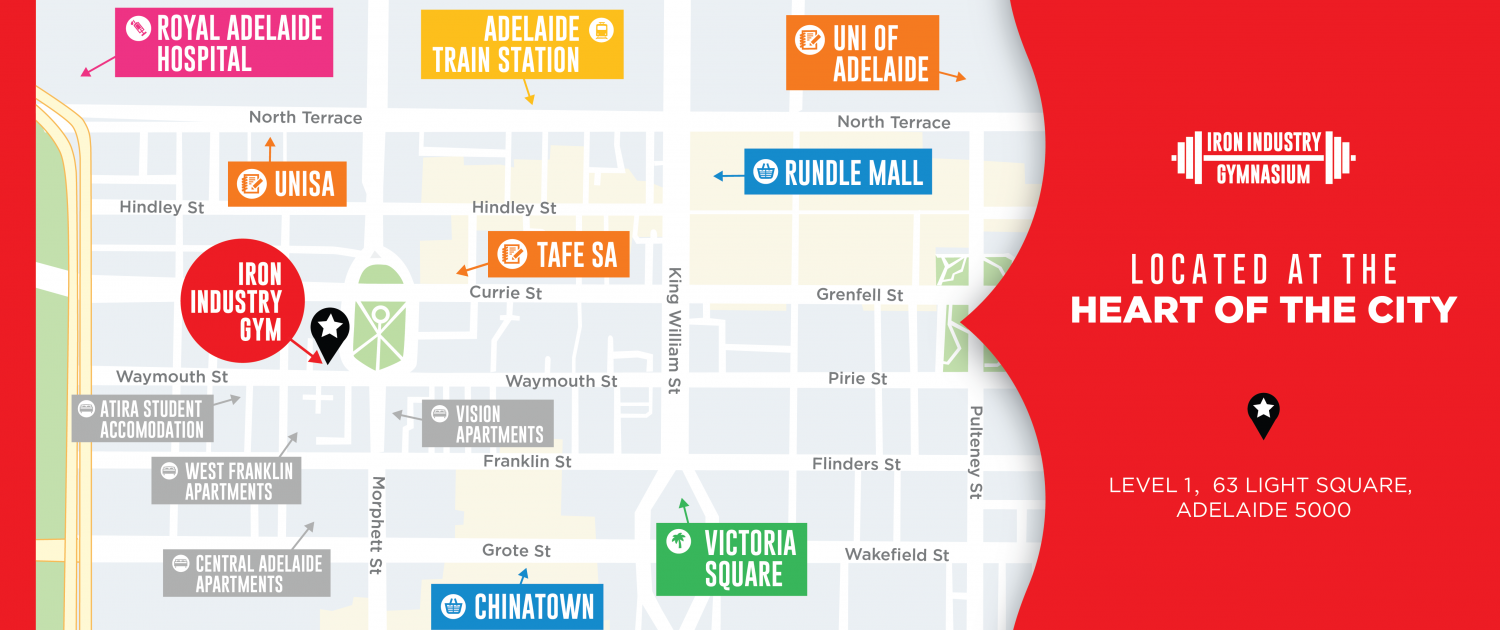 ROYAL ADELAIDE
HOSPITAL
ADELAIDE
TRAIN STATION
UNI OF
ADELAIDE
North Terrace
North Terrace
UNISA
RUNDLE MALL
Hindley St
Hindley St
TAFE SA
IRON
INDUSTRY
GYM
Currie St
Grenfell St
King William St
Waymouth St
Waymouth St
Pirie St
ATIRA STUDENT
ACCOMODATION
VISION
APARTMENTS
WEST FRANKLIN
APARTMENTS
Franklin St
Flinders St
Pulteney St
Morphett St
CENTRAL ADELAIDE
APARTMENTS
Grote St
VICTORIA
SQUARE
Wakefield St
CHINATOWN
IRON INDUSTRY
GYMNASIUM
LOCATED AT THE
HEART OF THE CITY
LEVEL 1, 63 LIGHT SQUARE,
ADELAIDE 5000